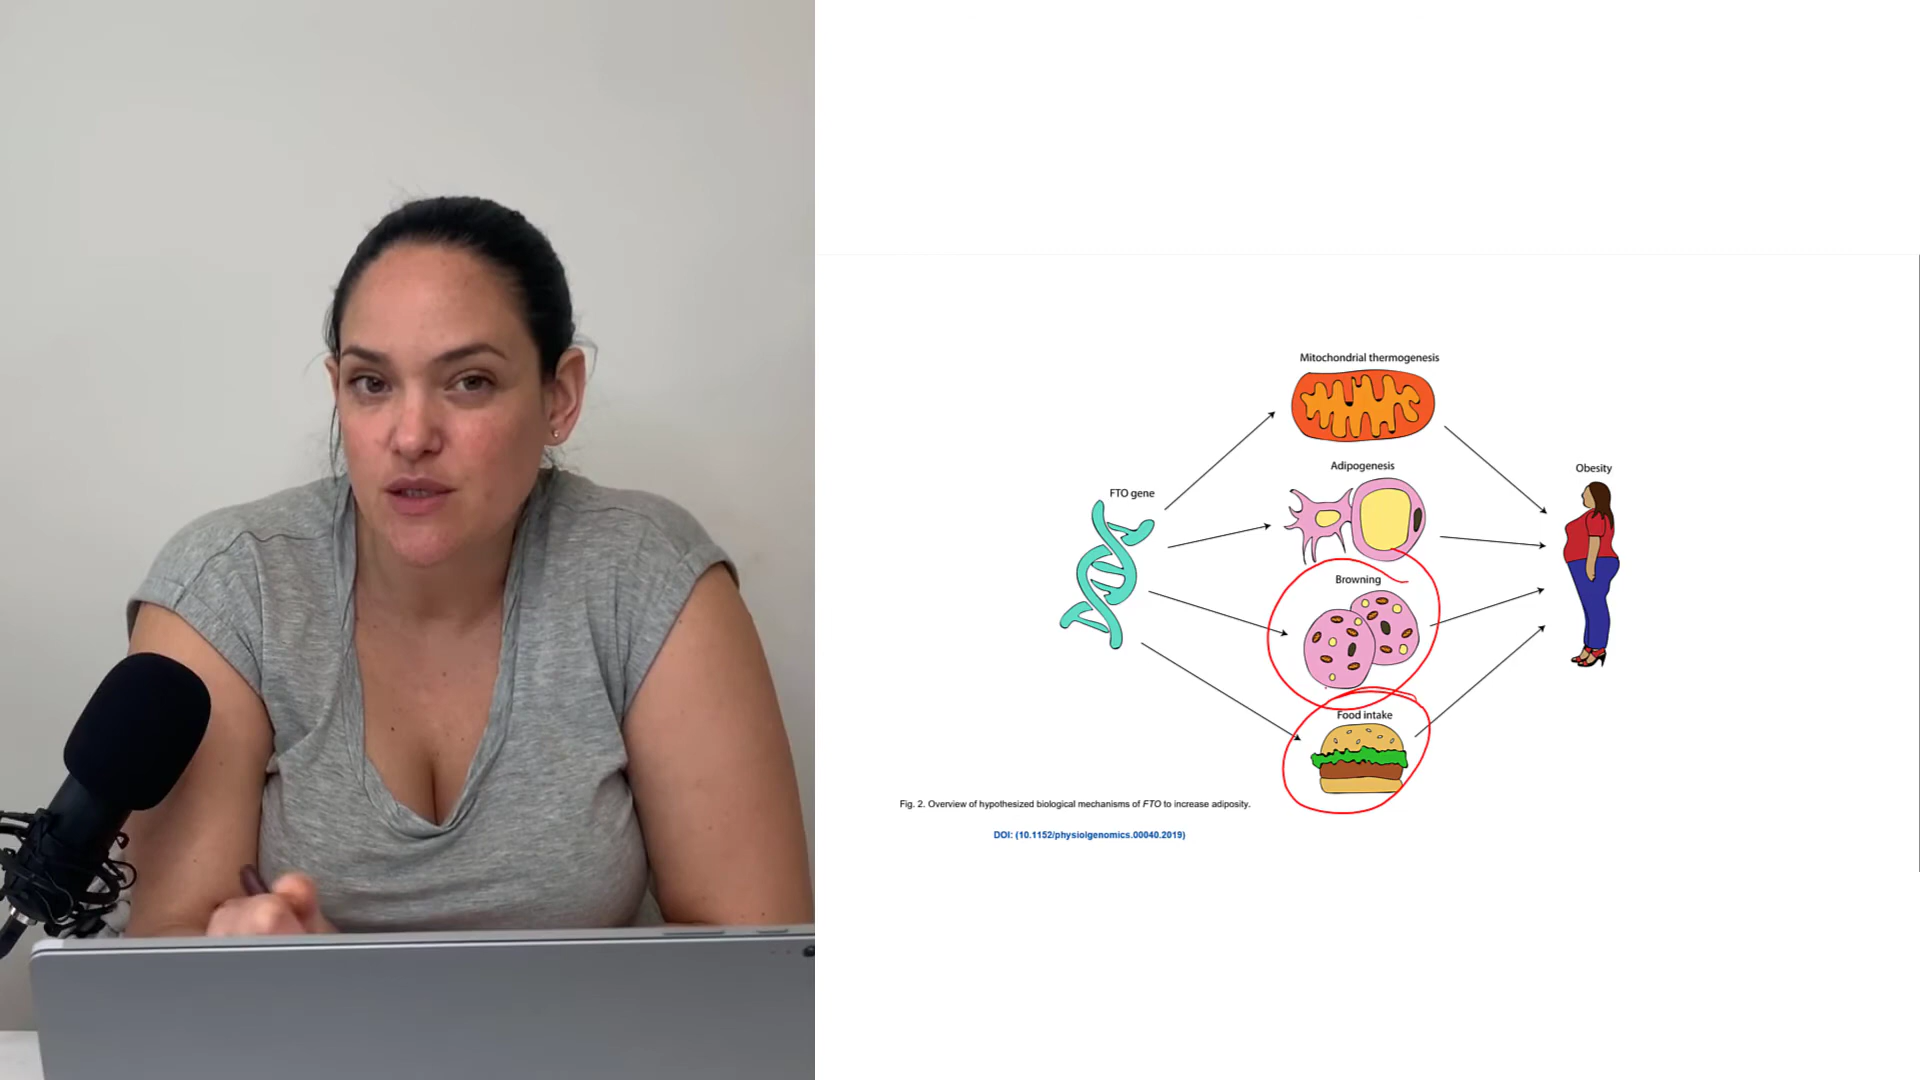 Mitochondrial thermogenesis
Adipogenesis
Obesity
FTO gene
Browning
Food intake
Fig. 2. Overview of hypothesized biological mechanisms of FTO to increase adiposity.
DOI: (10.1152/physiolgenomics.00040.2019)